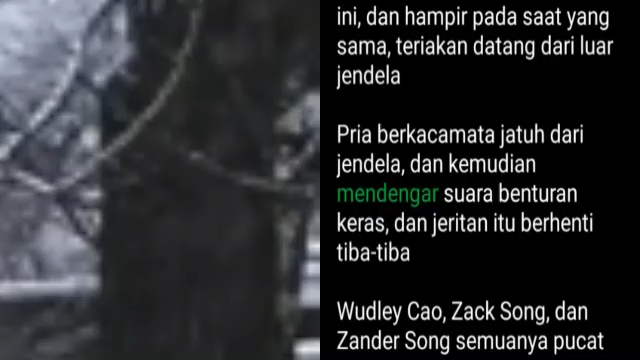 ini, dan hampir pada saat yang
sama, teriakan datang dari luar
jendela
Pria berkacamata jatuh dari
jendela, dan kemudian
mendengar suara benturan
keras, dan jeritan itu berhenti
tiba-tiba
Wudley Cao, Zack Song, dan
Zander Song semuanya pucat